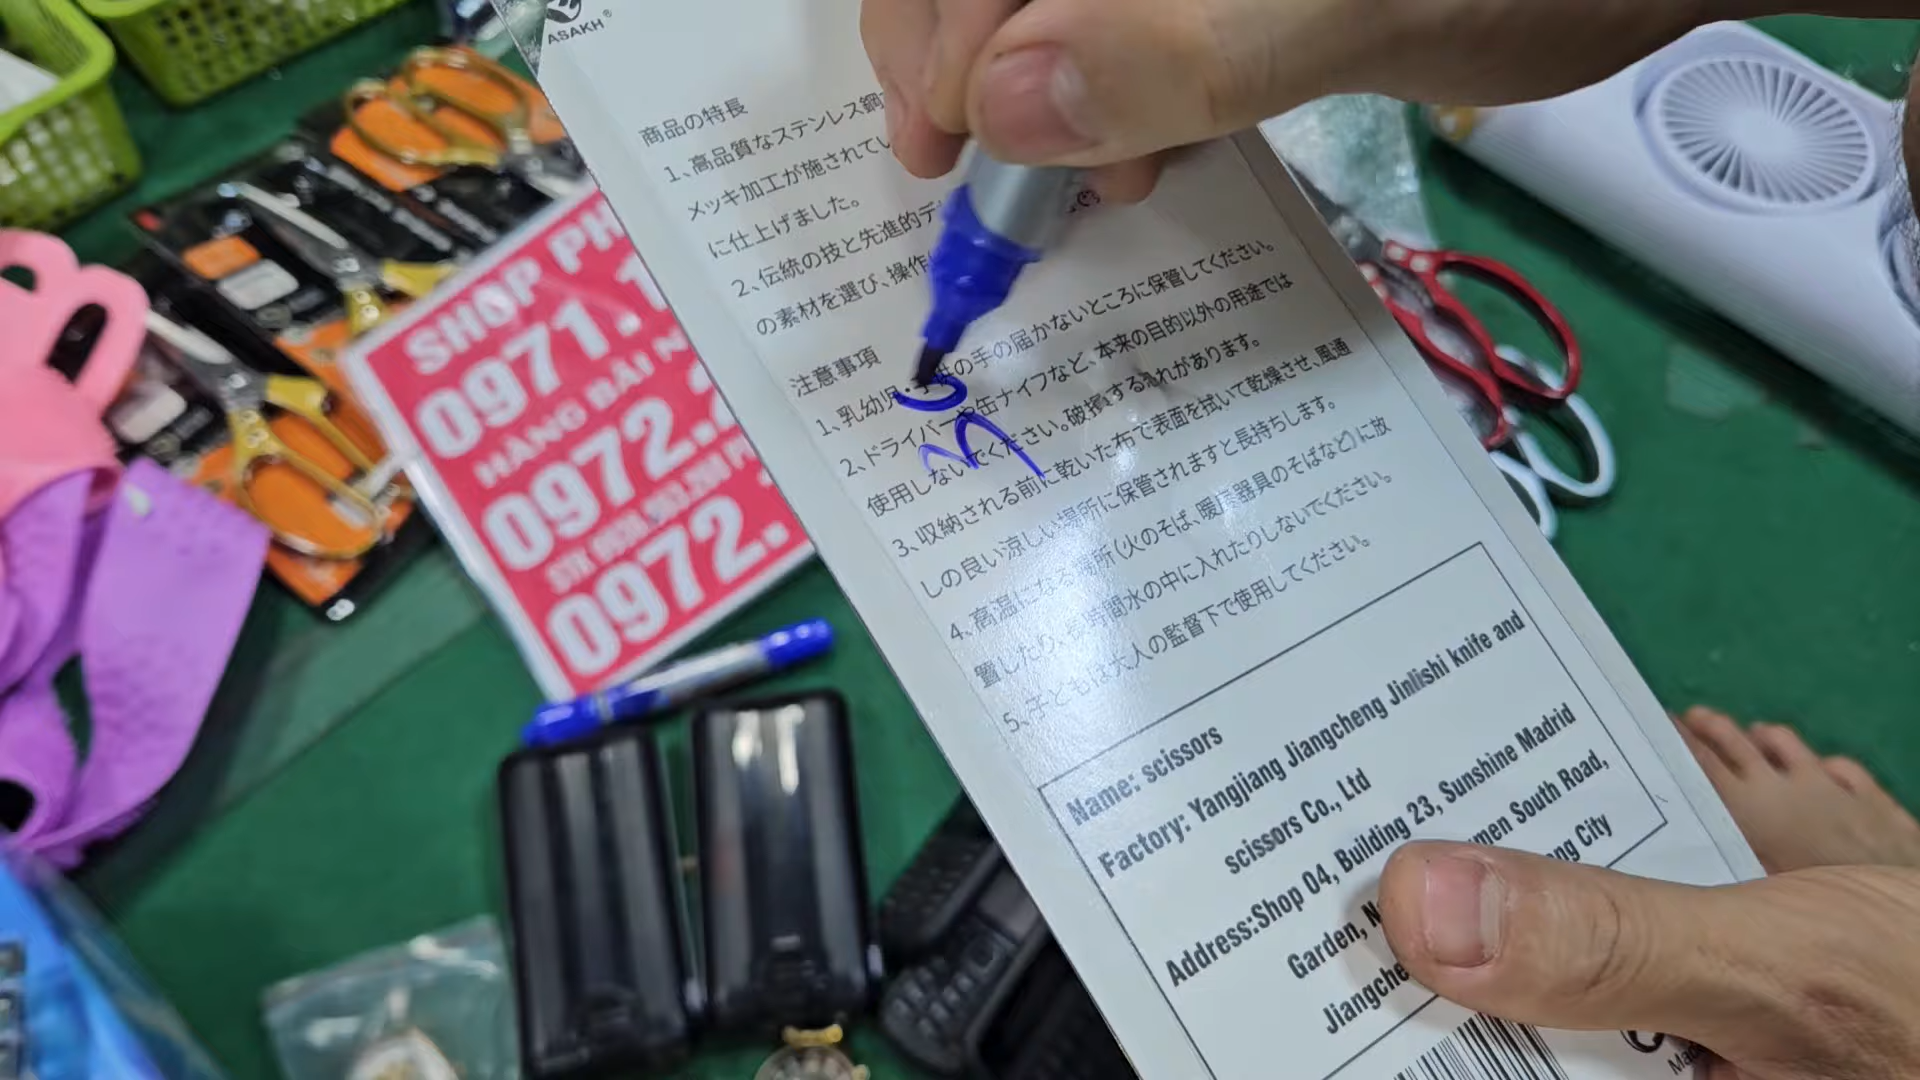 ASAKH®
商品の特長
1、高品質なステンレス鋼
メッキ加工が施されてい
に仕上げました。
2、伝統の技と先進的デ
の素材を選び、操作
注意事項
1、乳幼児・子供の手の届かないところに保管してください。
2、ドライバーや缶ナイフなど、本来の目的以外の用途では
使用しないでください。破損する恐れがあります。
3、収納される前に乾いた布で表面を拭いて乾燥させ、風通
しの良い涼しい場所に保管されますと長持ちします。
4、高温になる場所（火のそば、暖房器具のそばなど）に放
置したり、長時間水の中に入れたりしないでください。
5、子どもは大人の監督下で使用してください。
Name: scissors
Factory: Yangjiang Jiangcheng Jinlishi knife and
scissors Co., Ltd
Address:Shop 04, Building 23, Sunshine Madrid
Garden, men South Road,
Jiangche ong City
SHOP PH
0971.1
HÀNG BÃI N
0972.
0972.